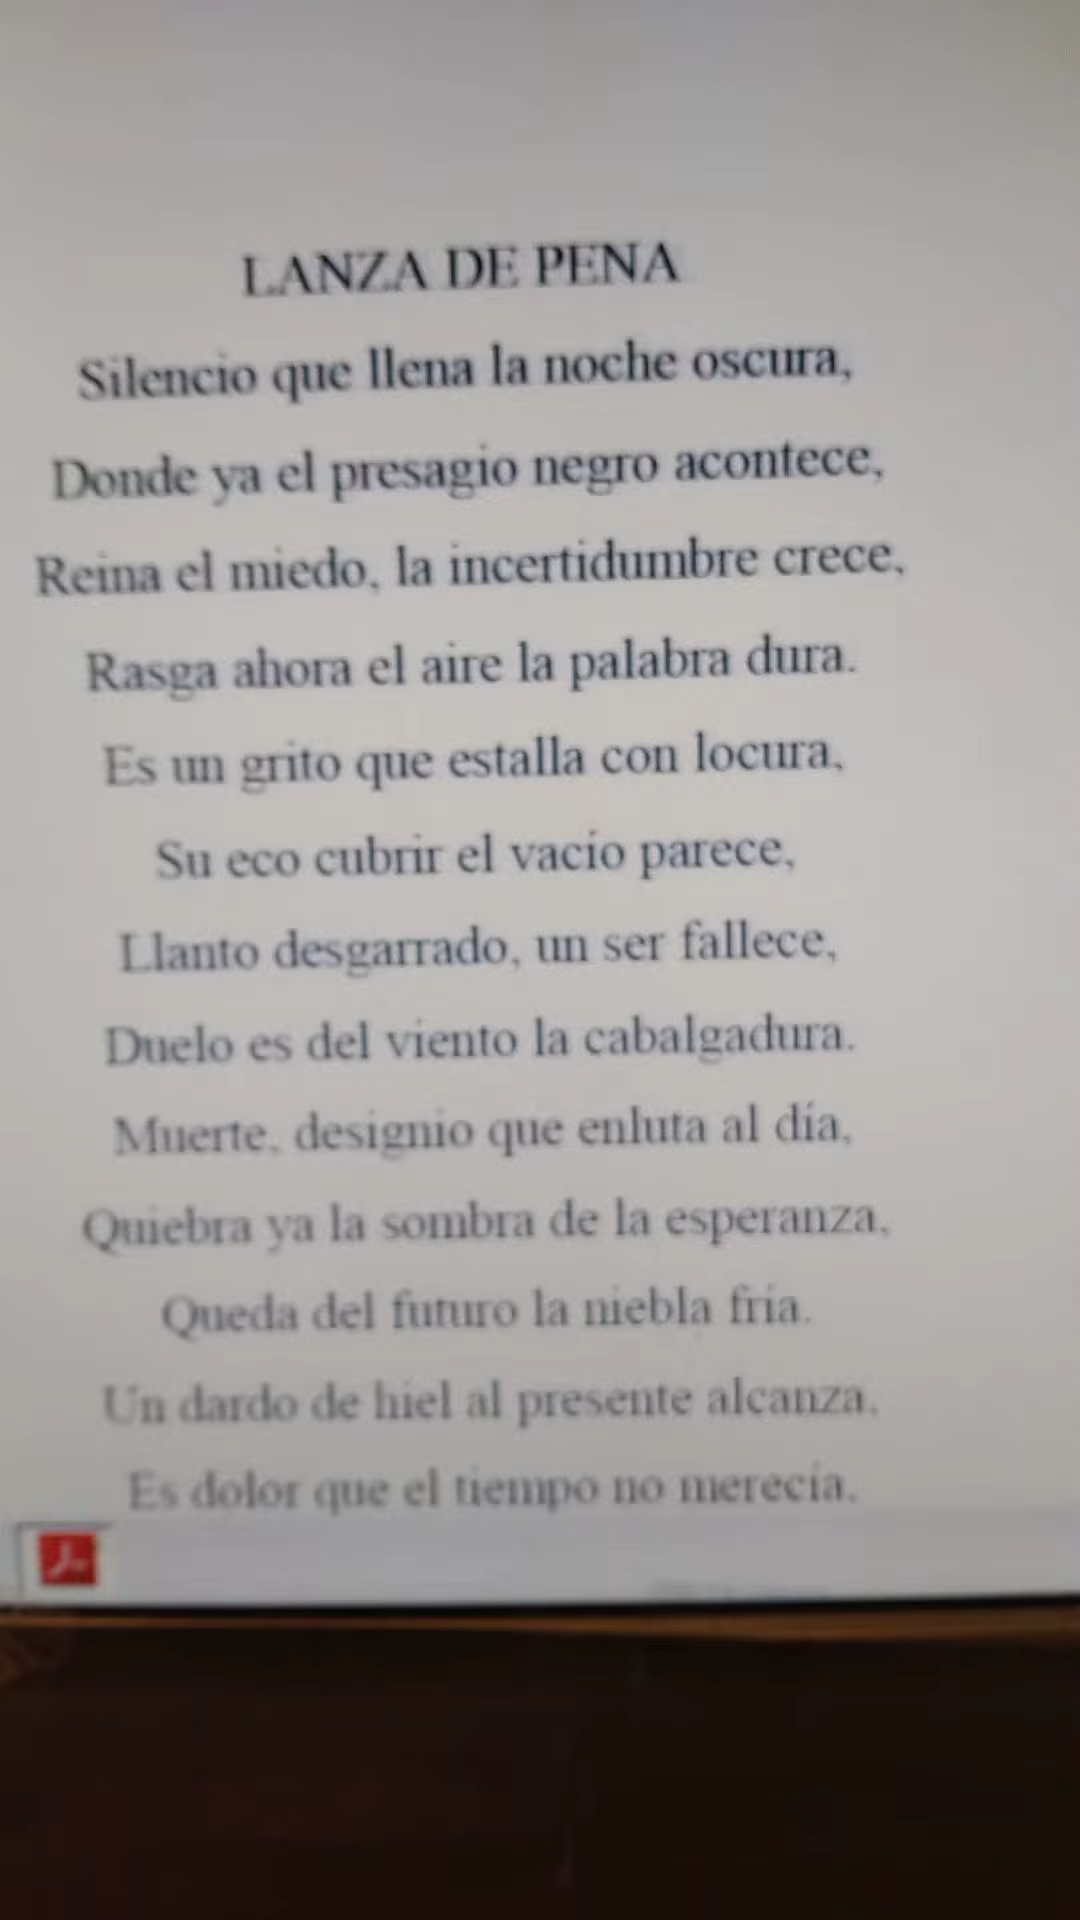 LANZA DE PENA
Silencio que llena la noche oscura,
Donde ya el presagio negro acontece,
Reina el miedo, la incertidumbre crece,
Rasga ahora el aire la palabra dura.
Es un grito que estalla con locura,
Su eco cubrir el vacío parece,
Llanto desgarrado, un ser fallece,
Duelo es del viento la cabalgadura.
Muerte, designio que enluta al día,
Quiebra ya la sombra de la esperanza,
Queda del futuro la niebla fría.
Un dardo de hiel al presente alcanza,
Es dolor que el tiempo no merecía.